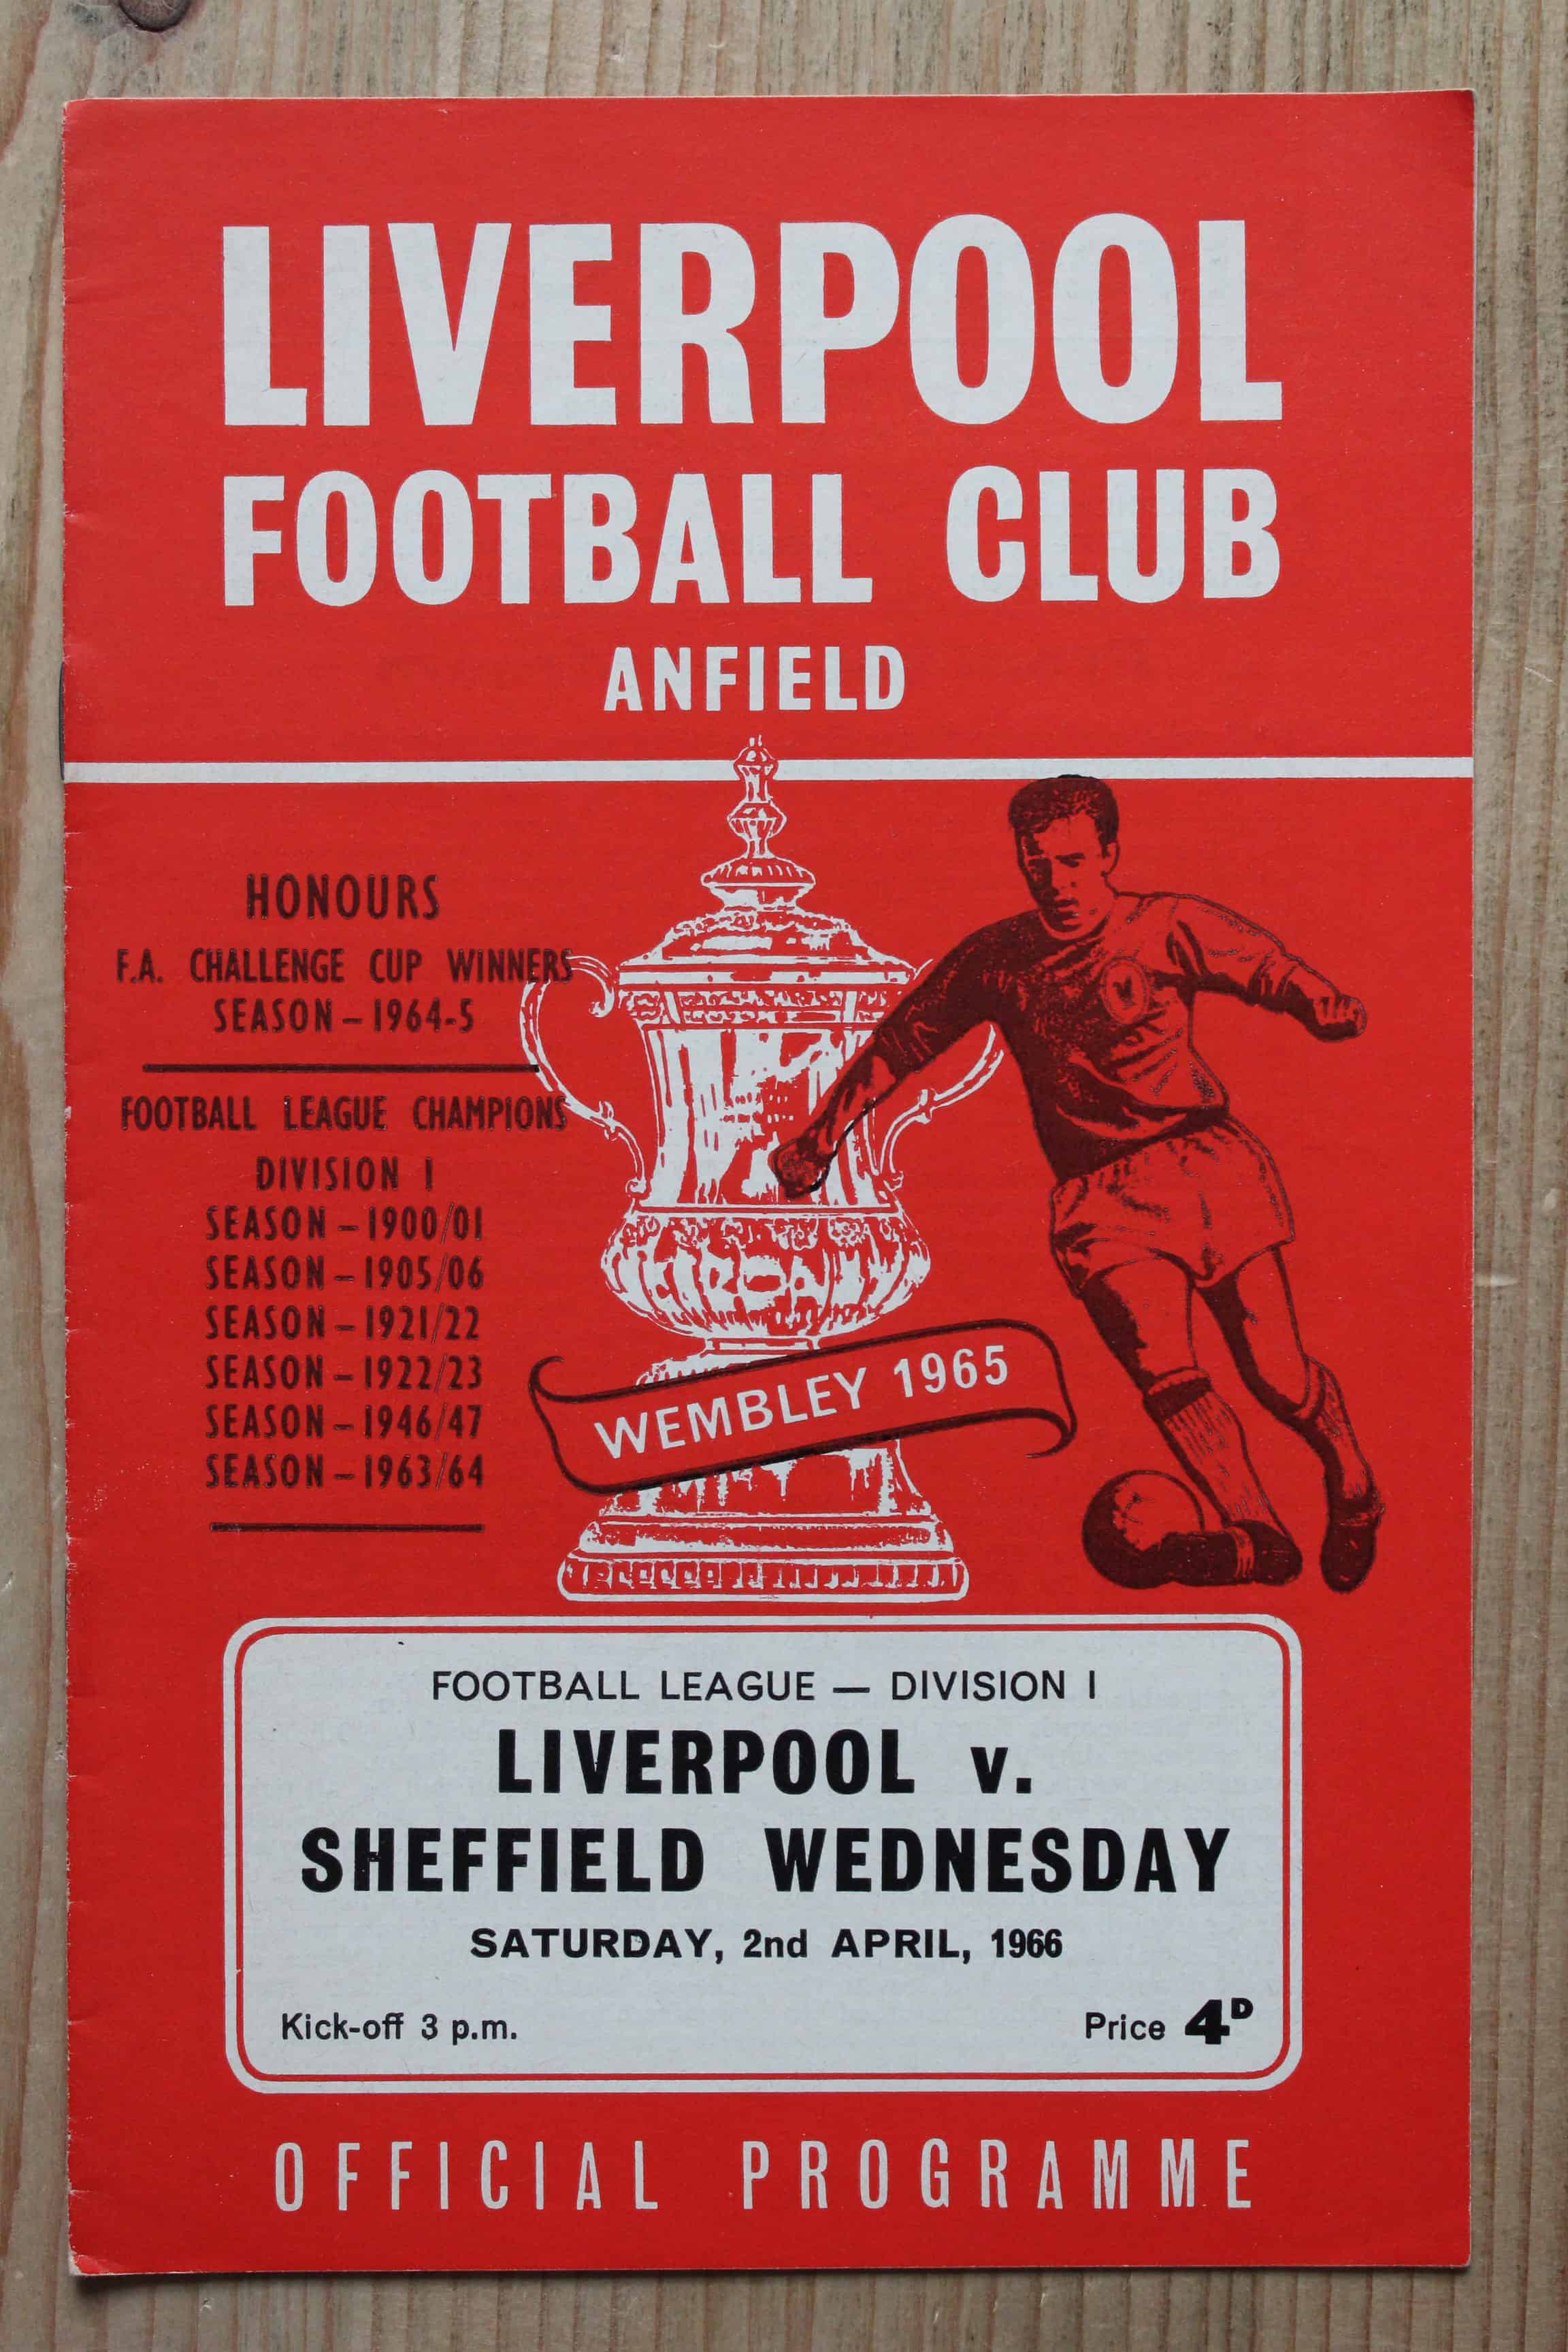 LIVERPOOL
FOOTBALL CLUB
ANFIELD
HONOURS
F.A. CHALLENGE CUP WINNERS
SEASON – 1964-5
FOOTBALL LEAGUE CHAMPIONS
DIVISION I
SEASON – 1900/01
SEASON – 1905/06
SEASON – 1921/22
SEASON – 1922/23
SEASON – 1946/47
SEASON – 1963/64
WEMBLEY 1965
FOOTBALL LEAGUE — DIVISION I
LIVERPOOL v.
SHEFFIELD WEDNESDAY
SATURDAY, 2nd APRIL, 1966
Kick-off 3 p.m. Price 4D
OFFICIAL PROGRAMME